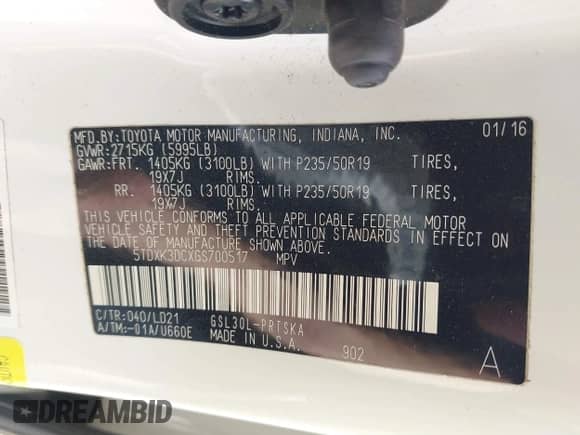 MFD.BY:TOYOTA MOTOR MANUFACTURING, INDIANA, INC. 01/16
GVWR:2715KG (5995LB)
GAWR:FRT. 1405KG (3100LB) WITH P235/50R19 TIRES,
19X7J RIMS.
RR. 1405KG (3100LB) WITH P235/50R19 TIRES,
19X7J RIMS.
THIS VEHICLE CONFORMS TO ALL APPLICABLE FEDERAL MOTOR
VEHICLE SAFETY AND THEFT PREVENTION STANDARDS IN EFFECT ON
THE DATE OF MANUFACTURE SHOWN ABOVE.
5TDXK3DCXGS700517 MPV
C/TR:040/LD21 GSL30L-PRTSKA
A/TM:-01A/U660E MADE IN U.S.A. 902 A
DREAMBID